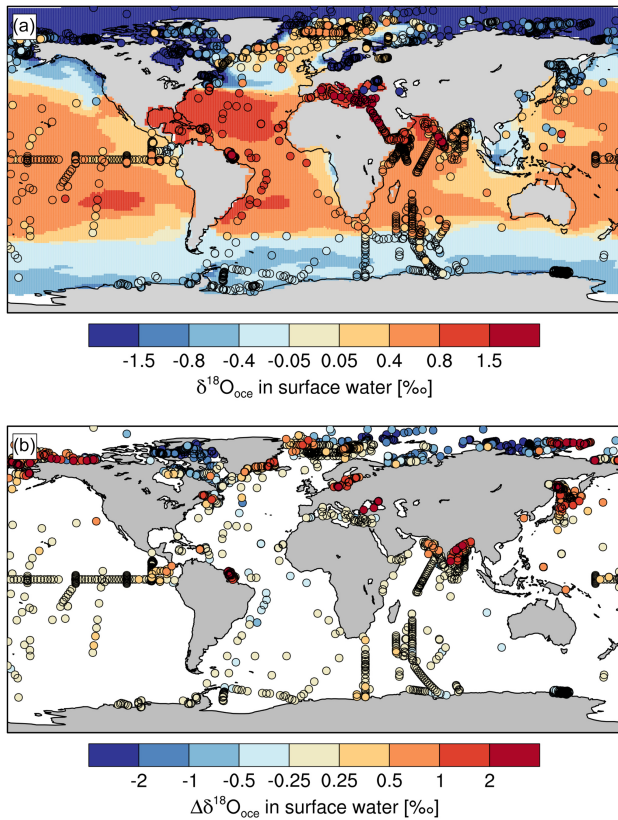 (a)
-1.5 -0.8 -0.4 -0.05 0.05 0.4 0.8 1.5
δ¹⁸Oₒcₑ in surface water [‰]
(b)
-2 -1 -0.5 -0.25 0.25 0.5 1 2
Δδ¹⁸Oₒcₑ in surface water [‰]